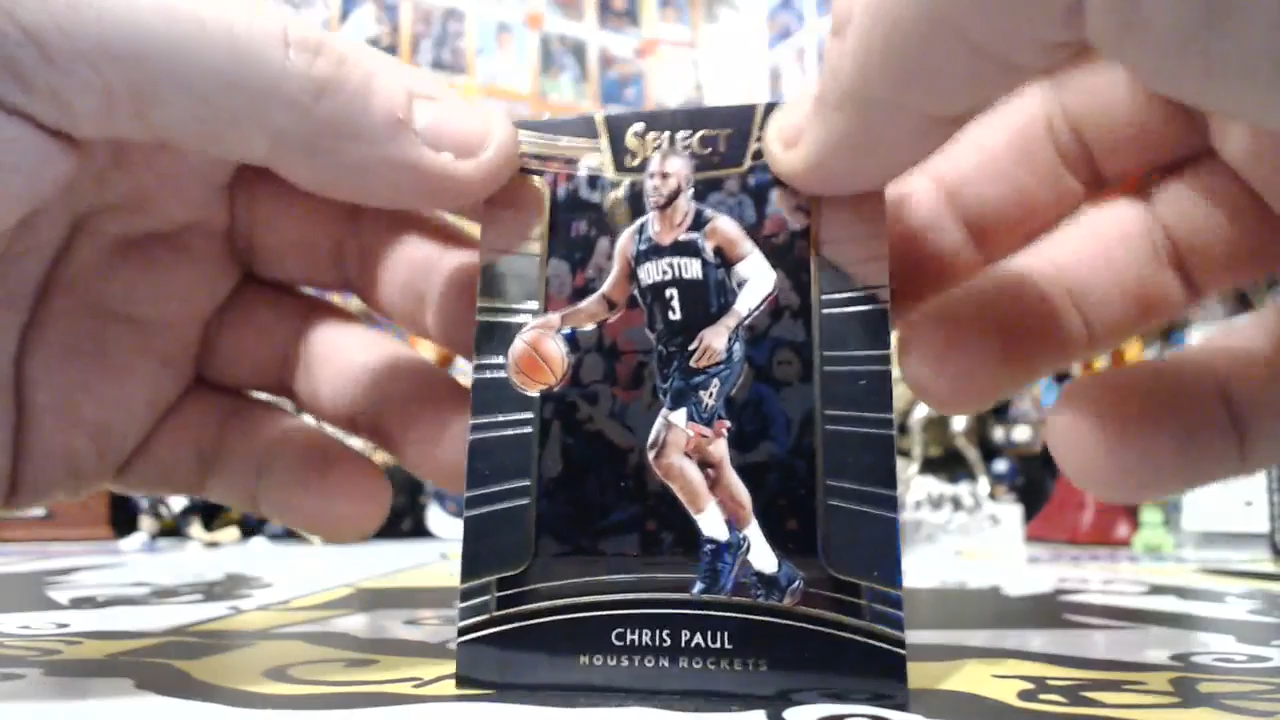 SELECT
HOUSTON
3
CHRIS PAUL
HOUSTON ROCKETS